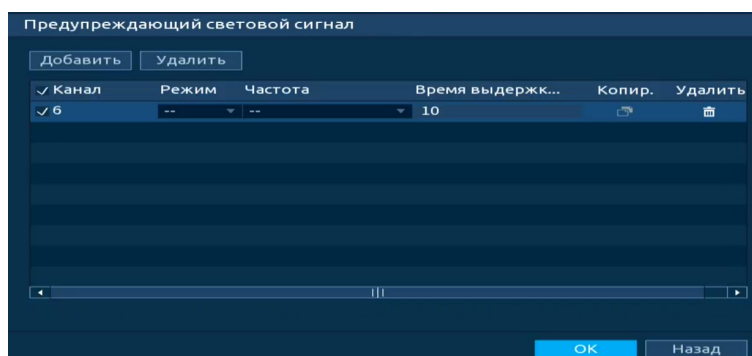 Предупреждающий световой сигнал
Добавить Удалить
Канал Режим Частота Время выдержк... Копир. Удалить
6 -- -- 10
OK Назад